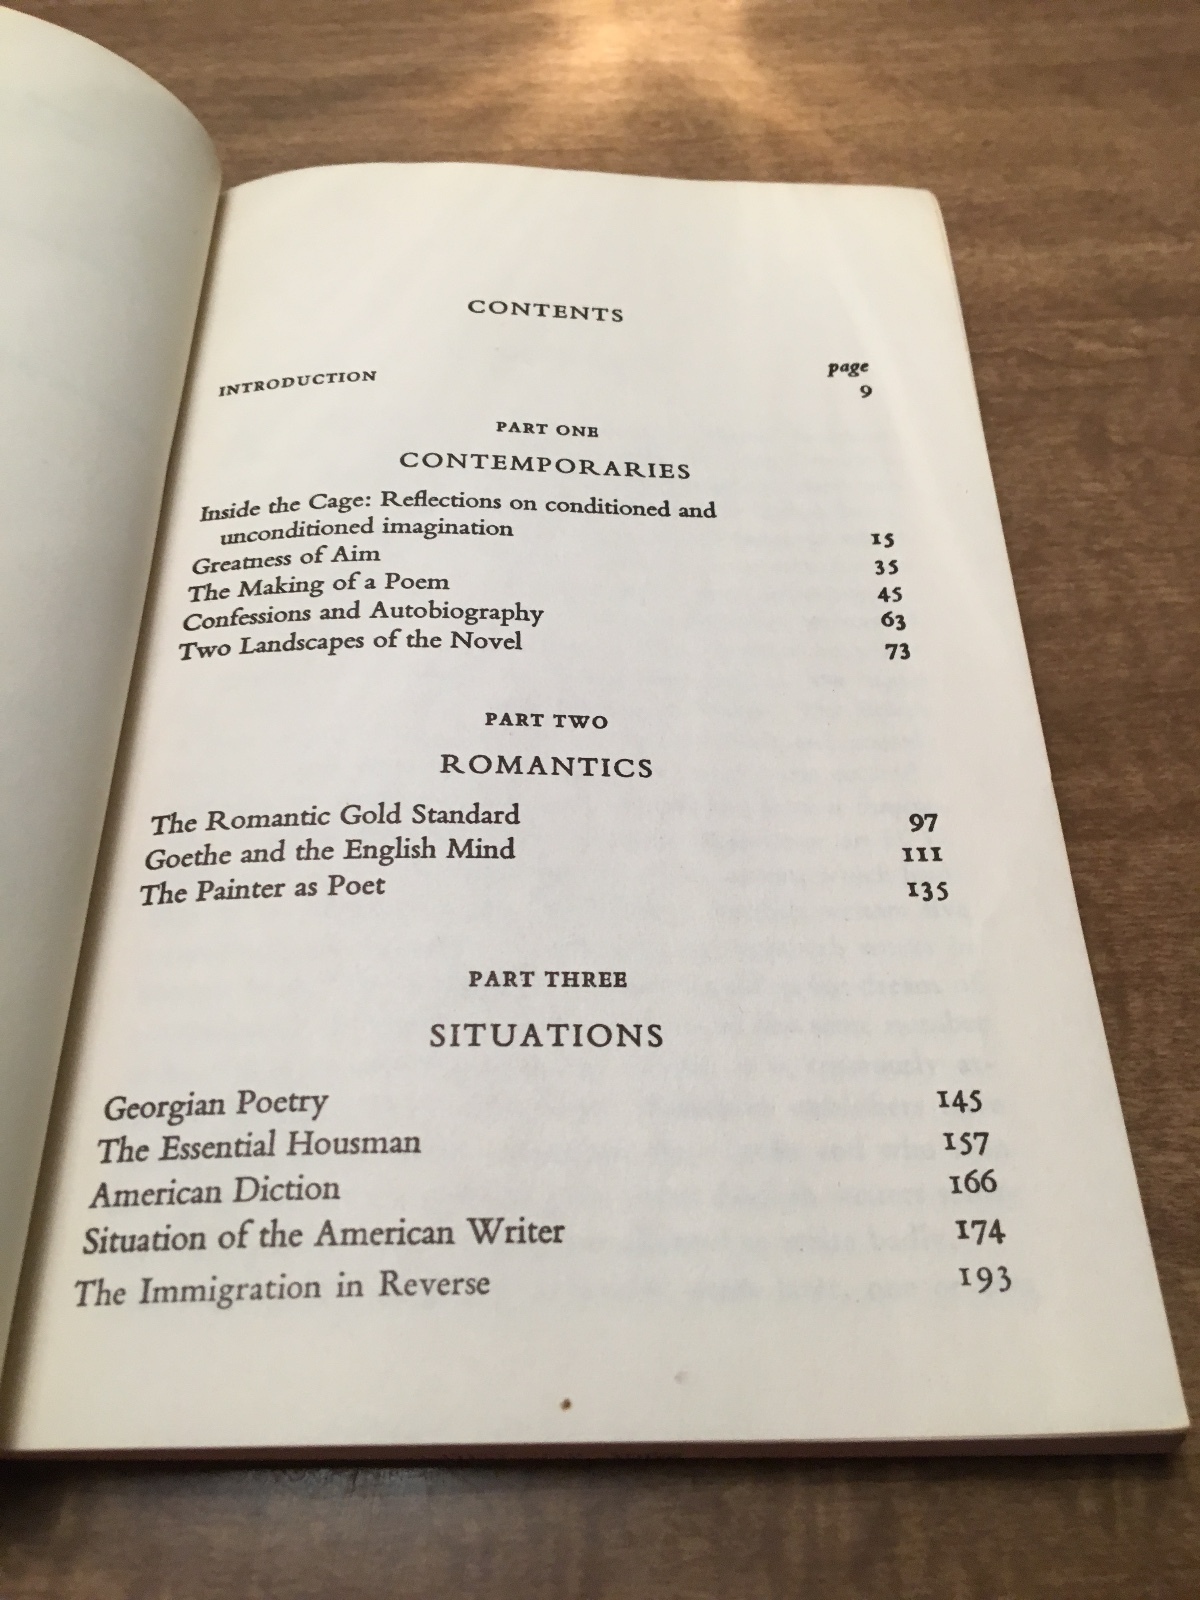 CONTENTS
page
INTRODUCTION 9
PART ONE
CONTEMPORARIES
Inside the Cage: Reflections on conditioned and
unconditioned imagination 15
Greatness of Aim 35
The Making of a Poem 45
Confessions and Autobiography 63
Two Landscapes of the Novel 73
PART TWO
ROMANTICS
The Romantic Gold Standard 97
Goethe and the English Mind 111
The Painter as Poet 135
PART THREE
SITUATIONS
Georgian Poetry 145
The Essential Housman 157
American Diction 166
Situation of the American Writer 174
The Immigration in Reverse 193